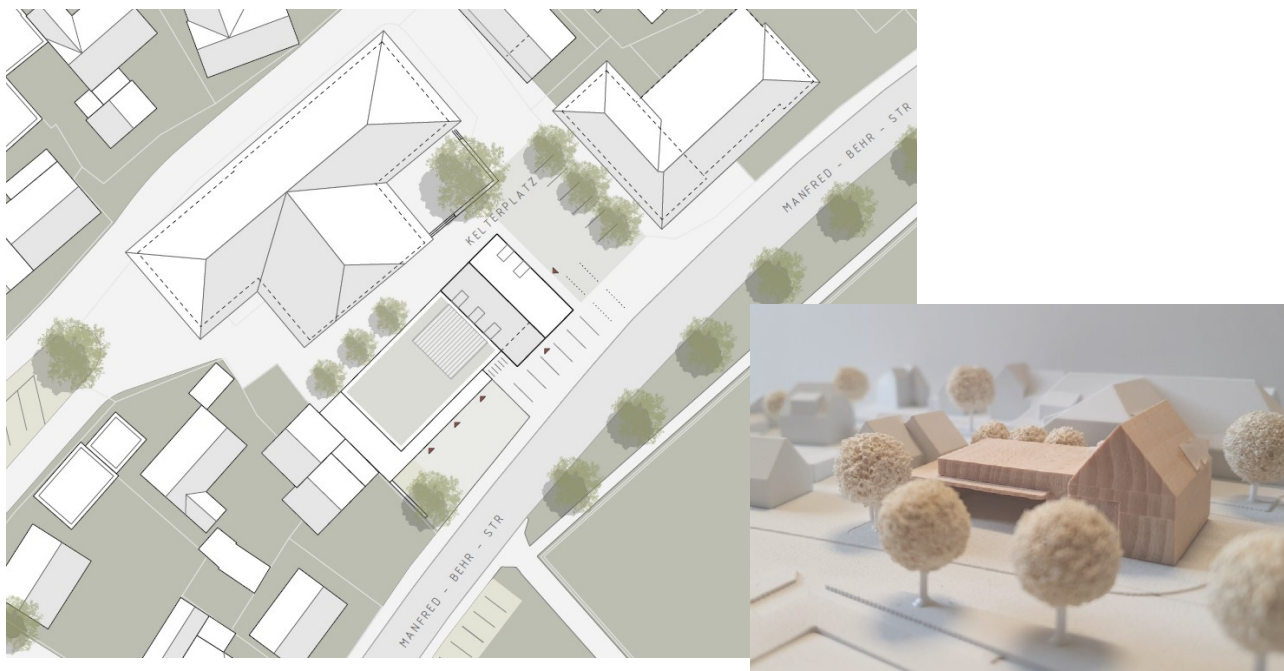 MANFRED - BEHR - STR
KELTERPLATZ
MANFRED - BEHR - STR